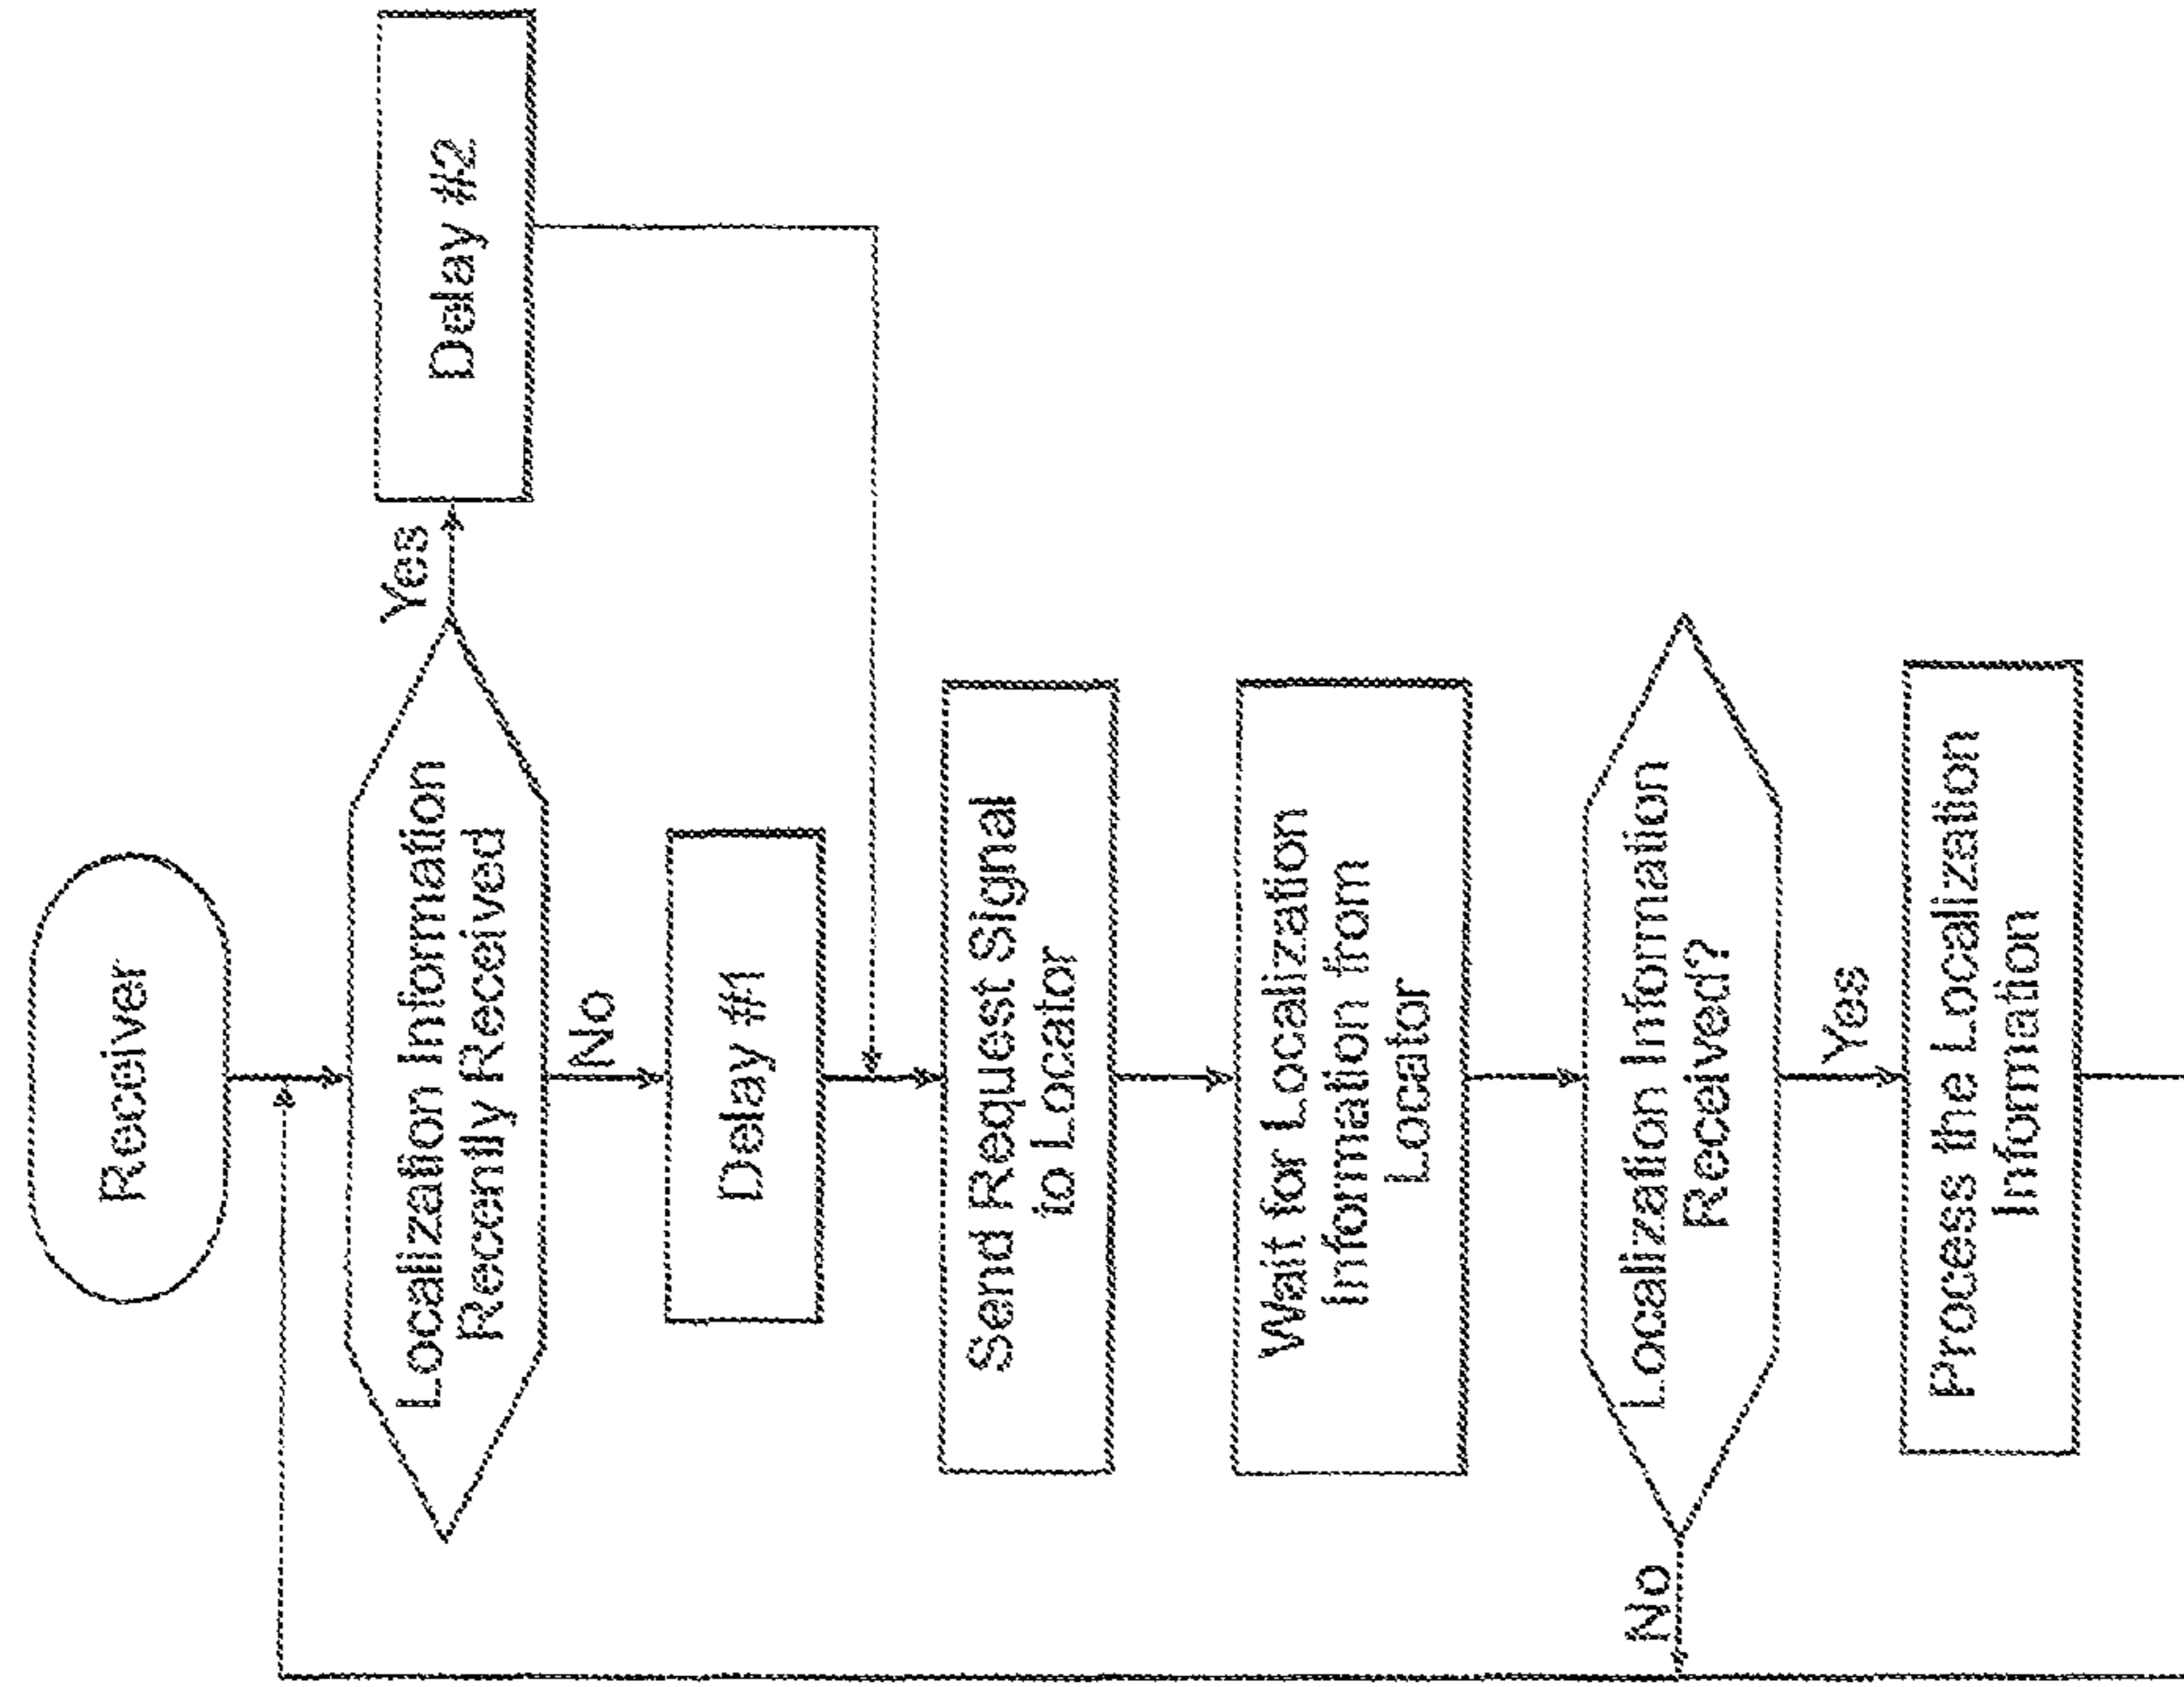 Receiver
Localization Information
Recently Received
Yes
Delay #2
No
Delay #1
Send Request Signal
to Locator
Wait for Localization
Information from
Locator
Localization Information
Received?
No
Yes
Process the Localization
Information